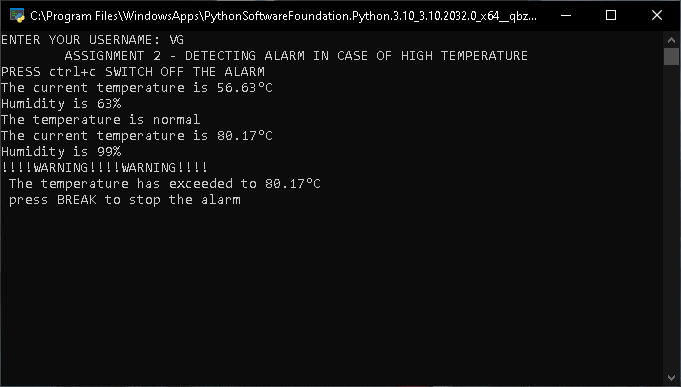 C:\Program Files\WindowsApps\PythonSoftwareFoundation.Python.3.10_3.10.2032.0_x64__qbz...
ENTER YOUR USERNAME: VG
ASSIGNMENT 2 - DETECTING ALARM IN CASE OF HIGH TEMPERATURE
PRESS ctrl+c SWITCH OFF THE ALARM
The current temperature is 56.63°C
Humidity is 63%
The temperature is normal
The current temperature is 80.17°C
Humidity is 99%
!!!!WARNING!!!!WARNING!!!!
The temperature has exceeded to 80.17°C
press BREAK to stop the alarm